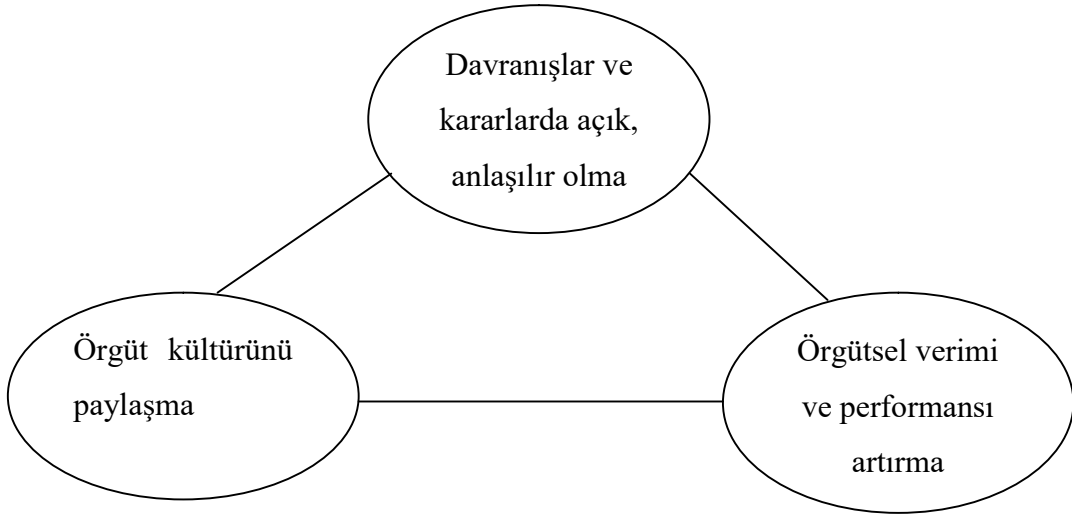 Davranışlar ve
kararlarda açık,
anlaşılır olma
Örgüt kültürünü
paylaşma
Örgütsel verimi
ve performansı
artırma